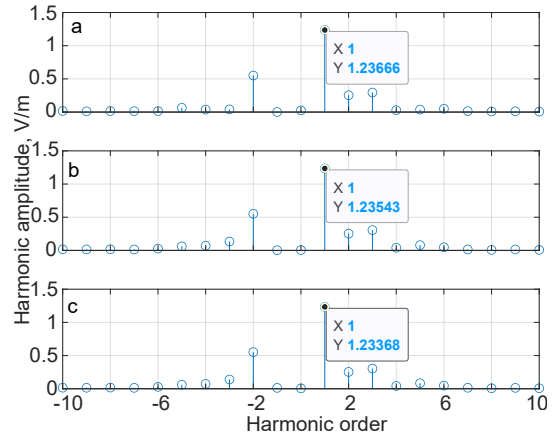 a
1.5
1
0.5
0
X 1
Y 1.23666
b
1.5
1
0.5
0
X 1
Y 1.23543
c
1.5
1
0.5
0
X 1
Y 1.23368
-10 -6 -2 2 6 10
Harmonic order
Harmonic amplitude, V/m